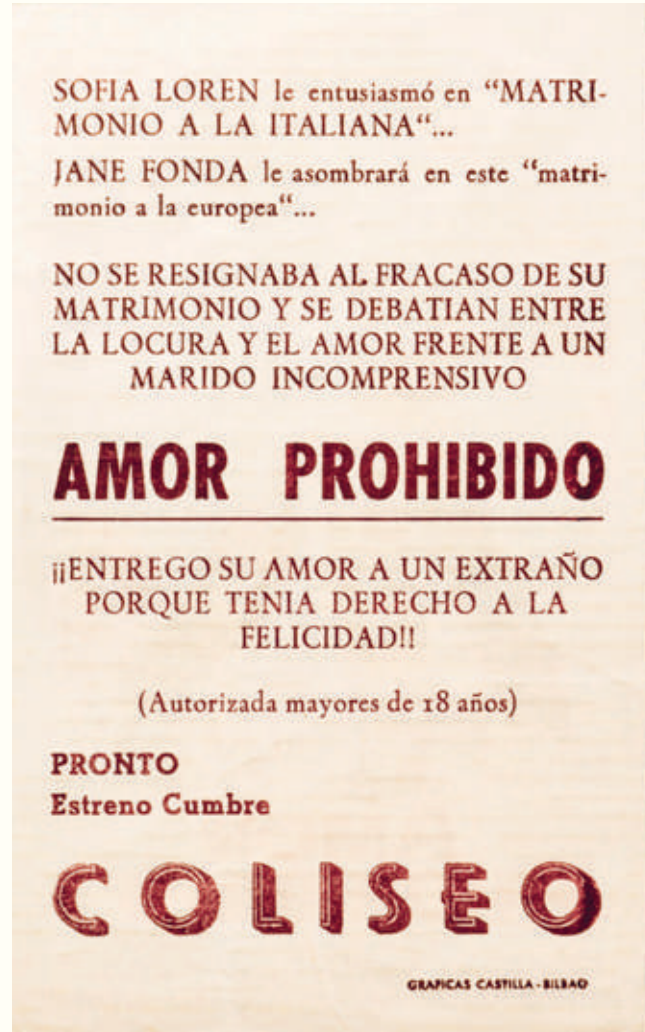 SOFIA LOREN le entusiasmó en “MATRI-
MONIO A LA ITALIANA“...
JANE FONDA le asombrará en este “matri-
monio a la europea“...
NO SE RESIGNABA AL FRACASO DE SU
MATRIMONIO Y SE DEBATIAN ENTRE
LA LOCURA Y EL AMOR FRENTE A UN
MARIDO INCOMPRENSIVO
AMOR PROHIBIDO
¡¡ENTREGO SU AMOR A UN EXTRAÑO
PORQUE TENIA DERECHO A LA
FELICIDAD!!
(Autorizada mayores de 18 años)
PRONTO
Estreno Cumbre
COLISEO
GRAFICAS CASTILLA - BILBAO